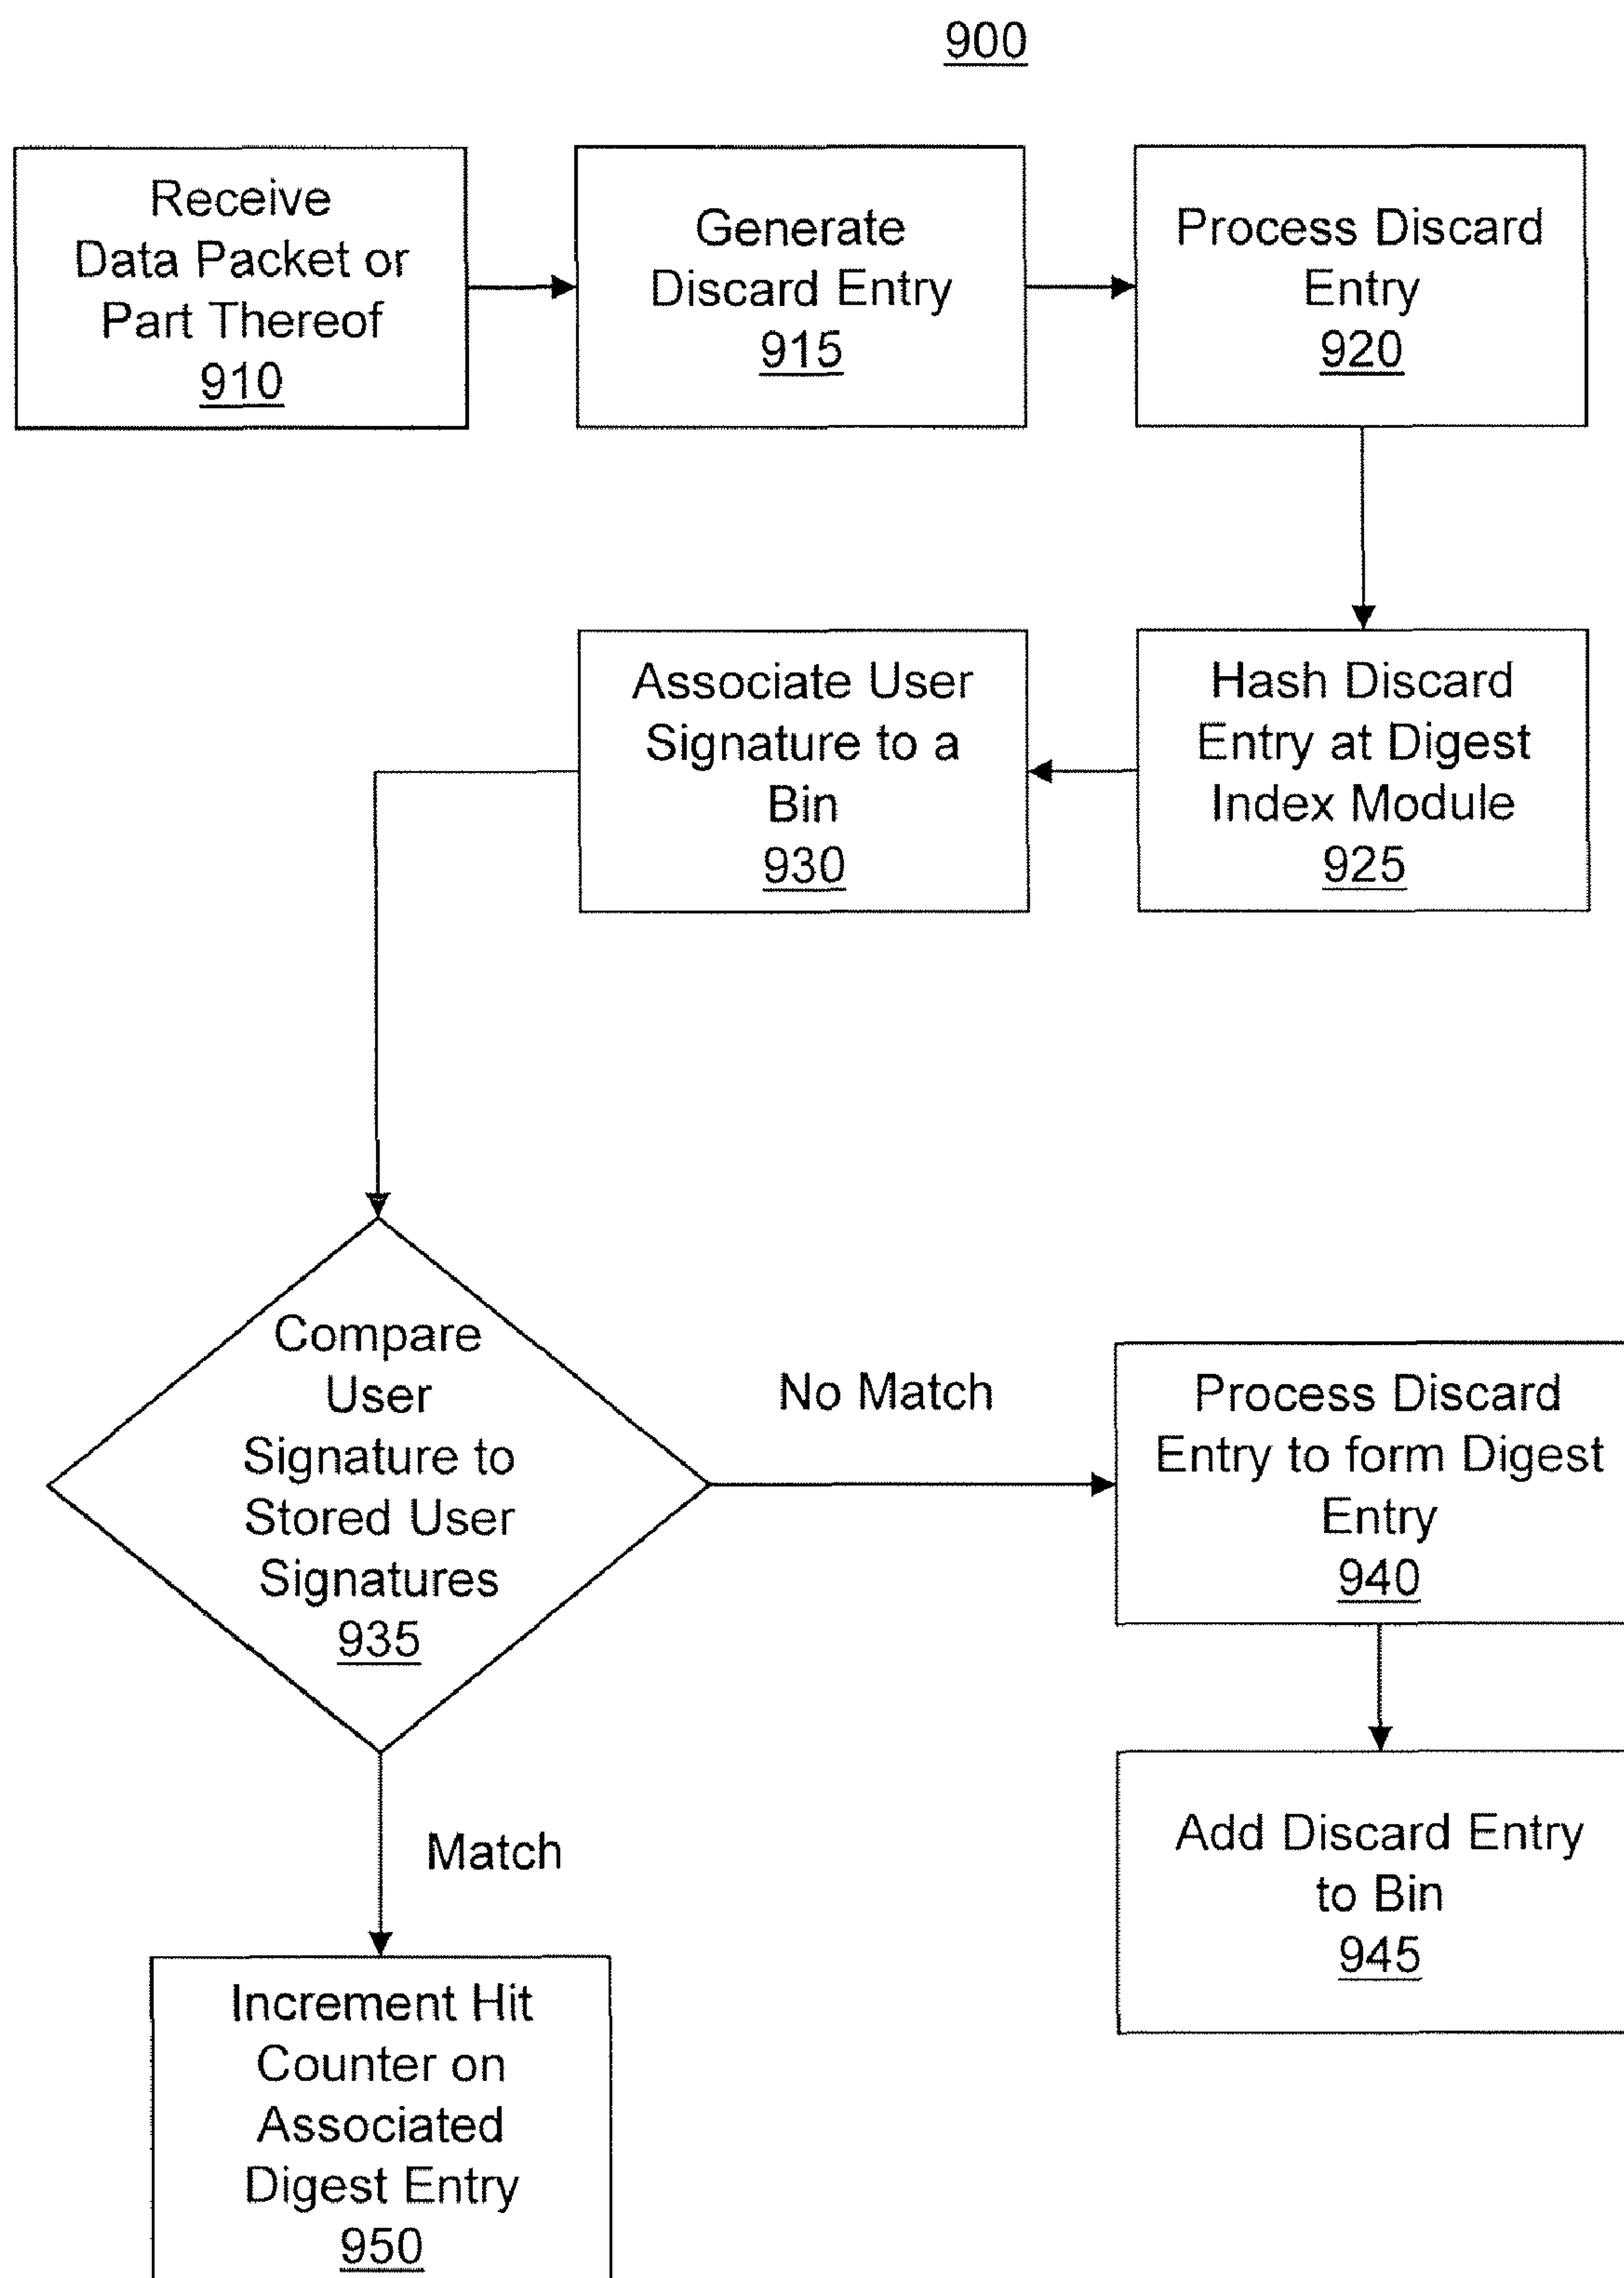 900
Receive
Data Packet or
Part Thereof
910
Generate
Discard Entry
915
Process Discard
Entry
920
Hash Discard
Entry at Digest
Index Module
925
Associate User
Signature to a
Bin
930
Compare
User
Signature to
Stored User
Signatures
935
No Match
Process Discard
Entry to form Digest
Entry
940
Add Discard Entry
to Bin
945
Match
Increment Hit
Counter on
Associated
Digest Entry
950